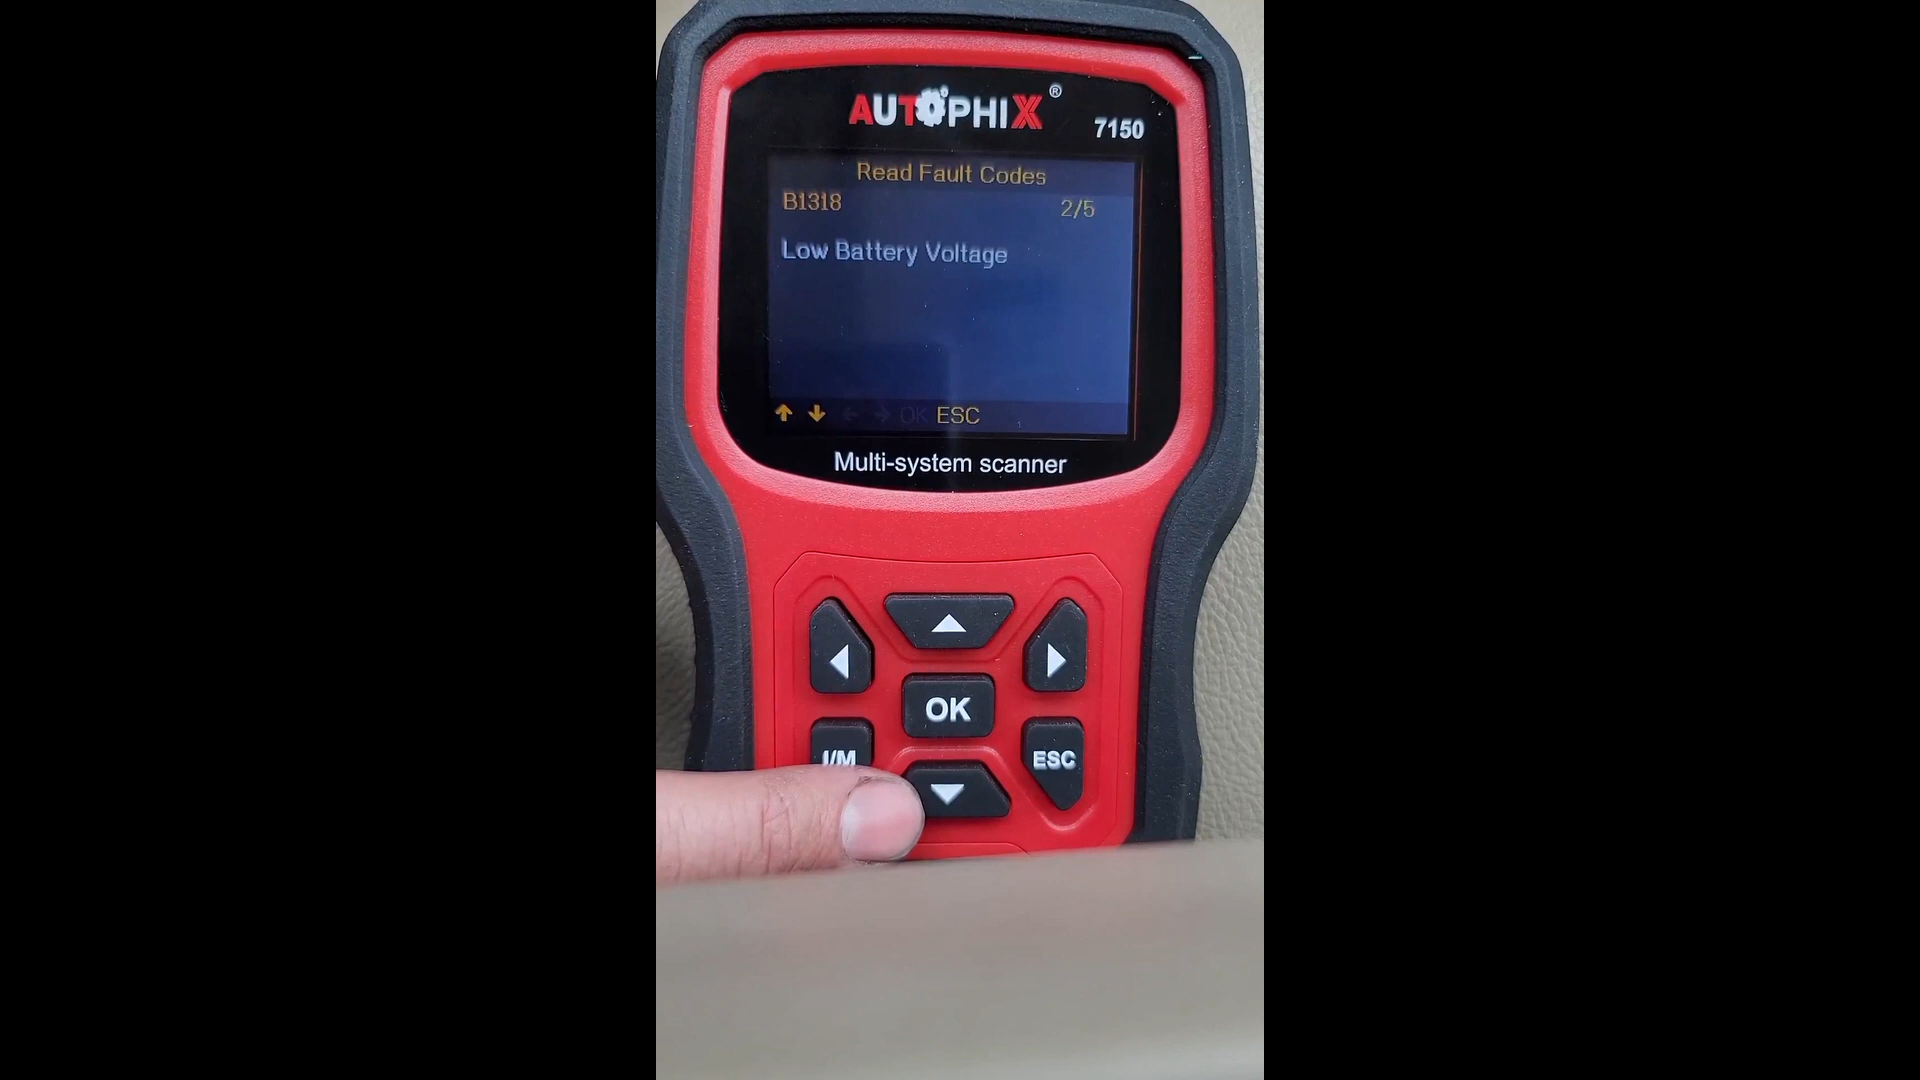 AUTOPHIX ®
7150
Read Fault Codes
B1318 2/5
Low Battery Voltage
OK ESC
Multi-system scanner
OK
I/M
ESC